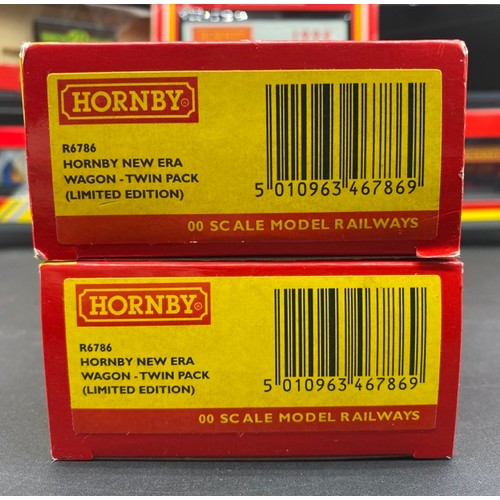 HORNBY
R6786
HORNBY NEW ERA
WAGON - TWIN PACK
(LIMITED EDITION)
5 010963 467869
00 SCALE MODEL RAILWAYS
HORNBY
R6786
HORNBY NEW ERA
WAGON - TWIN PACK
(LIMITED EDITION)
5 010963 467869
00 SCALE MODEL RAILWAYS